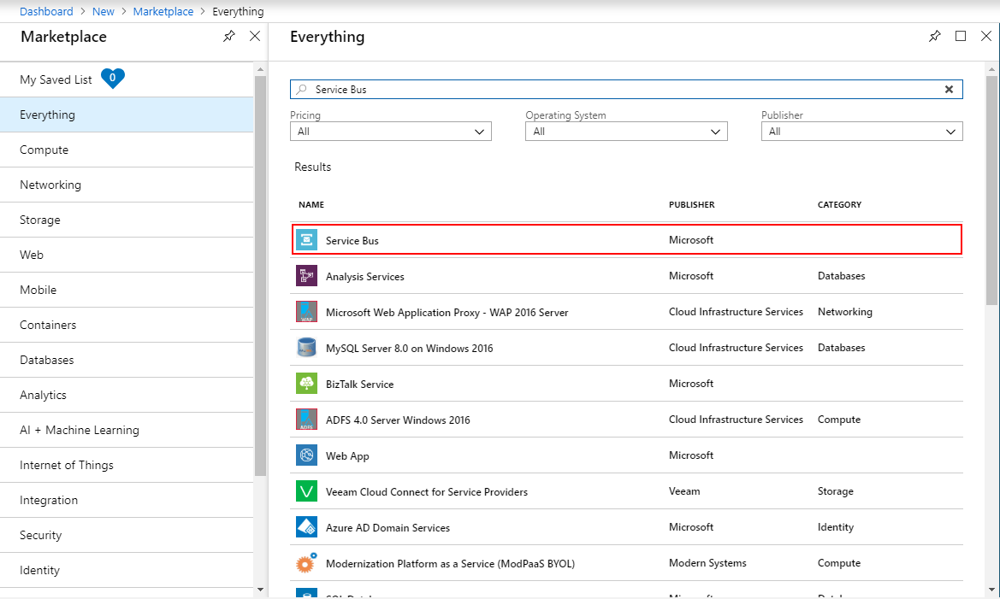 Dashboard > New > Marketplace > Everything
Marketplace
My Saved List 0
Everything
Compute
Networking
Storage
Web
Mobile
Containers
Databases
Analytics
AI + Machine Learning
Internet of Things
Integration
Security
Identity
Everything
Service Bus
Pricing Operating System Publisher
All All All
Results
NAME PUBLISHER CATEGORY
Service Bus Microsoft
Analysis Services Microsoft Databases
WAP Microsoft Web Application Proxy - WAP 2016 Server Cloud Infrastructure Services Networking
MySQL Server 8.0 on Windows 2016 Cloud Infrastructure Services Databases
BizTalk Service Microsoft
ADFS ADFS 4.0 Server Windows 2016 Cloud Infrastructure Services Compute
Web App Microsoft
Veeam Cloud Connect for Service Providers Veeam Storage
Azure AD Domain Services Microsoft Identity
Modernization Platform as a Service (ModPaaS BYOL) Modern Systems Compute